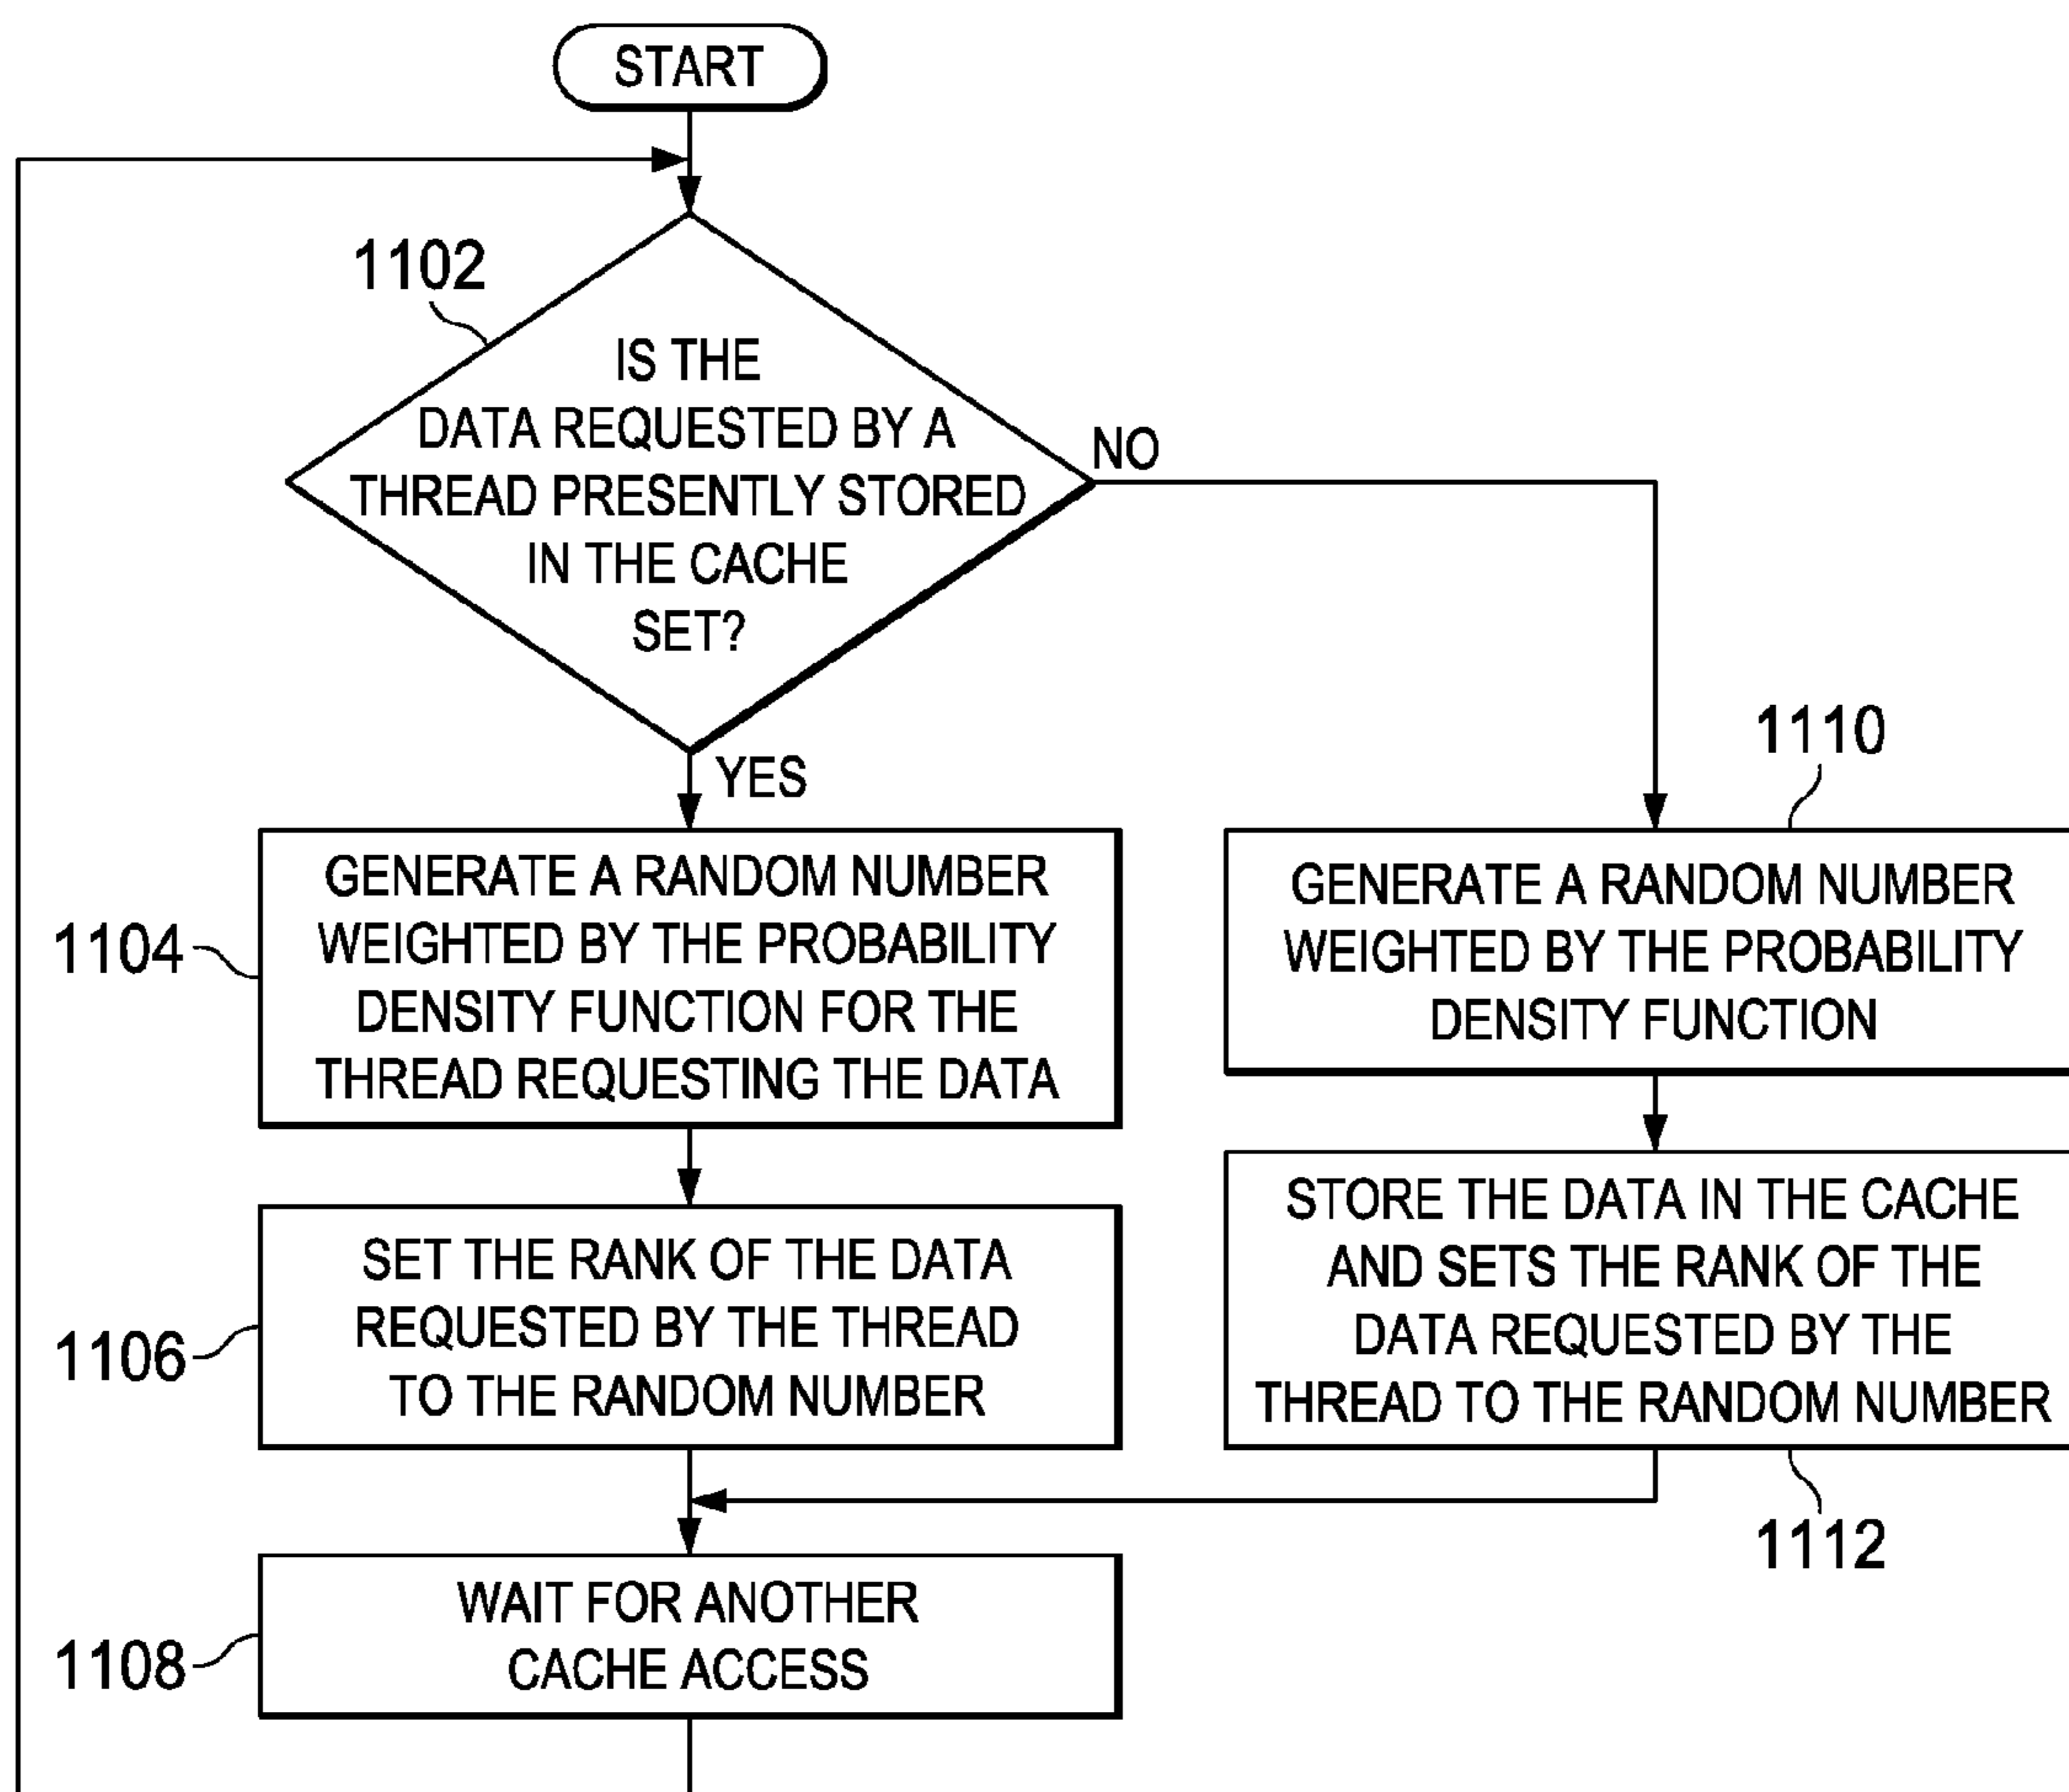 START
1102
IS THE
DATA REQUESTED BY A
THREAD PRESENTLY STORED
IN THE CACHE
SET?
NO
YES
1104
GENERATE A RANDOM NUMBER
WEIGHTED BY THE PROBABILITY
DENSITY FUNCTION FOR THE
THREAD REQUESTING THE DATA
1110
GENERATE A RANDOM NUMBER
WEIGHTED BY THE PROBABILITY
DENSITY FUNCTION
1106
SET THE RANK OF THE DATA
REQUESTED BY THE THREAD
TO THE RANDOM NUMBER
STORE THE DATA IN THE CACHE
AND SETS THE RANK OF THE
DATA REQUESTED BY THE
THREAD TO THE RANDOM NUMBER
1112
1108
WAIT FOR ANOTHER
CACHE ACCESS